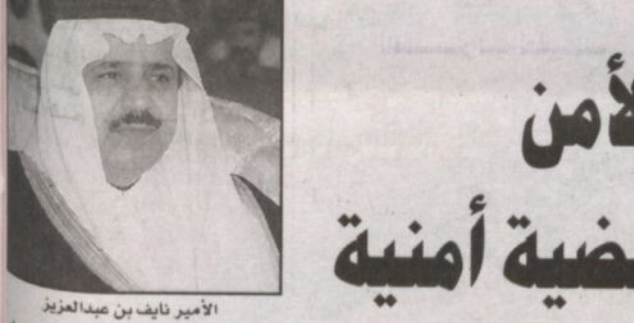 لأمن
ضية أمنية
الأمير نايف بن عبدالعزيز